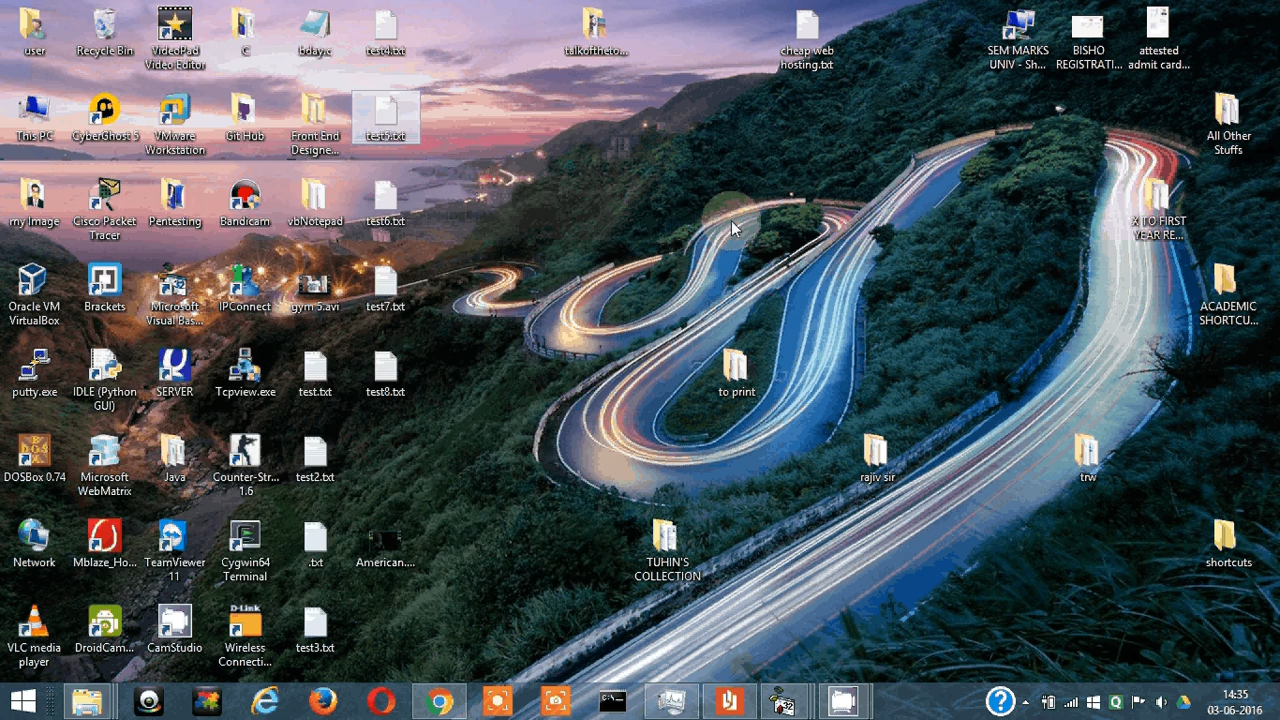 user
Recycle Bin
VideoPad
Video Editor
C
bday.c
test4.txt
talkoftheto...
cheap web
hosting.txt
SEM MARKS
UNIV - Sh...
BISHO
REGISTRATI...
attested
admit card...
This PC
CyberGhost 5
VMware
Workstation
Git Hub
Front End
Designe...
test5.txt
All Other
Stuffs
my Image
Cisco Packet
Tracer
Pentesting
Bandicam
vbNotepad
test6.txt
X TO FIRST
YEAR RE...
Oracle VM
VirtualBox
Brackets
Microsoft
Visual Bas...
IPConnect
gym 5.avi
test7.txt
ACADEMIC
SHORTCU...
putty.exe
IDLE (Python
GUI)
SERVER
Tcpview.exe
test.txt
test8.txt
to print
DOSBox 0.74
Microsoft
WebMatrix
Java
Counter-Str...
1.6
test2.txt
rajiv sir
trw
Network
Mblaze_Ho...
TeamViewer
11
Cygwin64
Terminal
.txt
American....
TUHIN'S
COLLECTION
shortcuts
VLC media
player
DroidCam...
CamStudio
D-Link
Wireless
Connecti...
test3.txt
14:35
03-06-2016